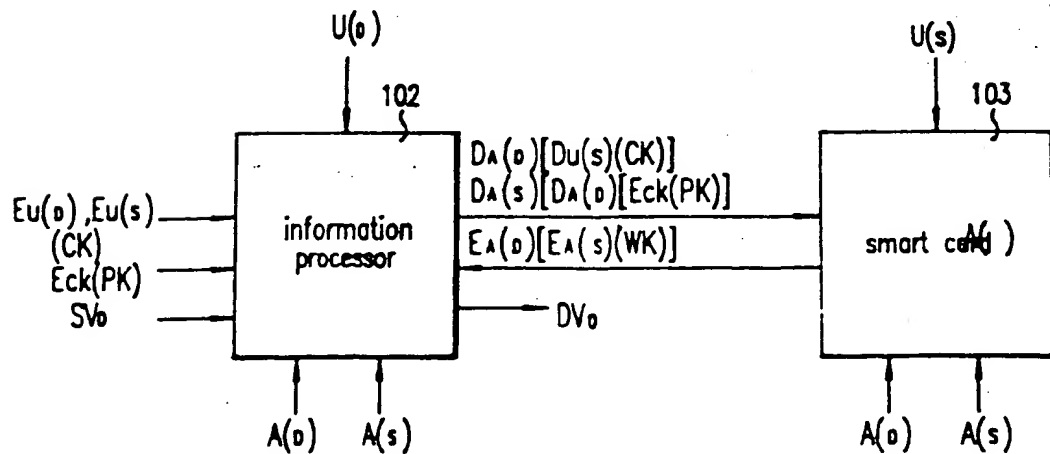 U(D)
U(s)
102
103
DA(D)[Du(s)(CK)]
DA(s)[DA(D)[Eck(PK)]
Eu(D),Eu(s)
(CK)
information
processor
EA(D)[EA(s)(WK)]
smart card
Eck(PK)
SVD
DVD
A(D)
A(s)
A(D)
A(s)